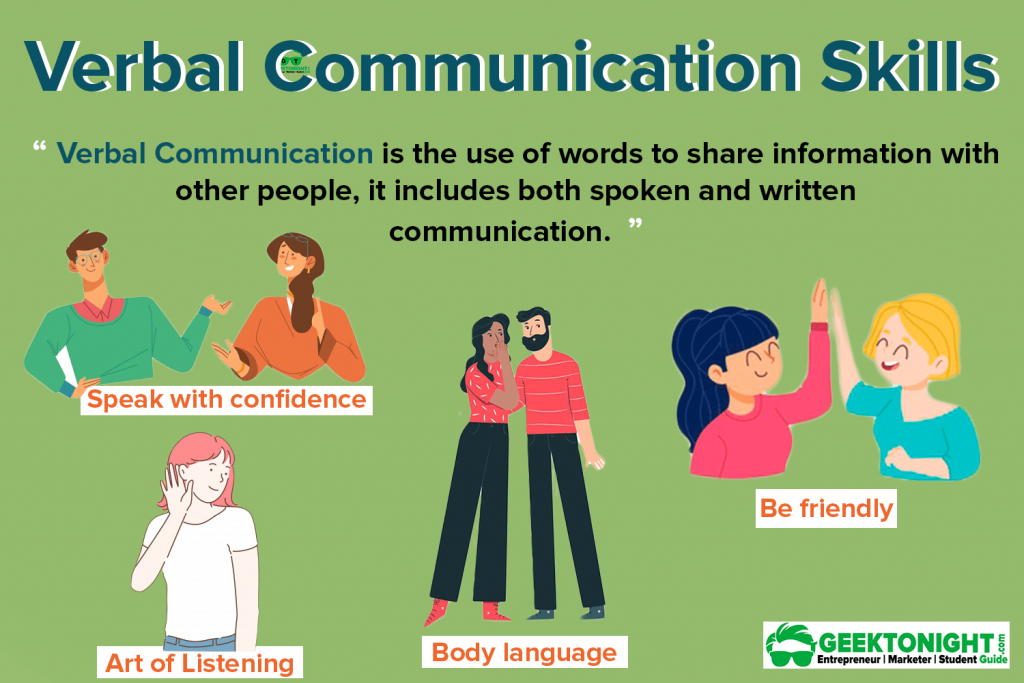 Verbal Communication Skills
“ Verbal Communication is the use of words to share information with
other people, it includes both spoken and written
communication. ”
Speak with confidence
Be friendly
Art of Listening
Body language
GEEKTONIGHT.com
Entrepreneur | Marketer | Student Guide